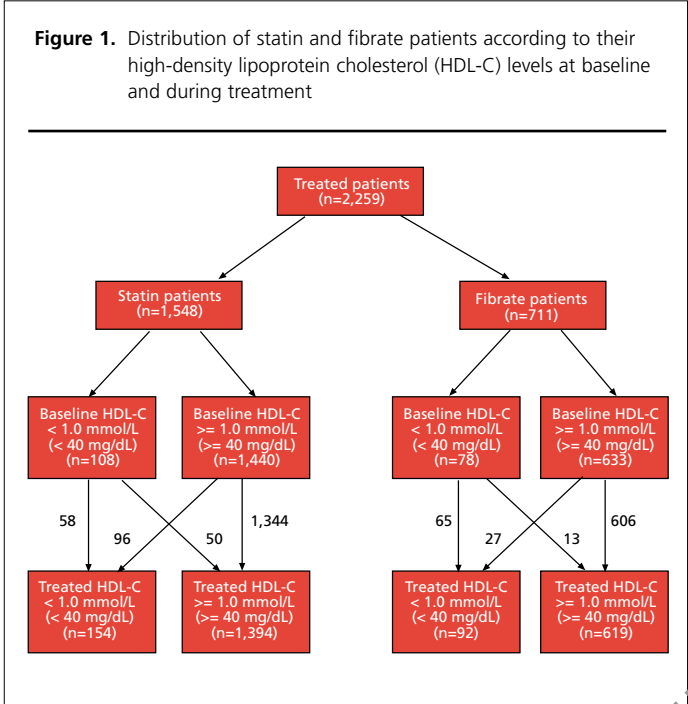 Figure 1. Distribution of statin and fibrate patients according to their
high-density lipoprotein cholesterol (HDL-C) levels at baseline
and during treatment
Treated patients
(n=2,259)
Statin patients
(n=1,548)
Fibrate patients
(n=711)
Baseline HDL-C
< 1.0 mmol/L
(< 40 mg/dL)
(n=108)
Baseline HDL-C
>= 1.0 mmol/L
(>= 40 mg/dL)
(n=1,440)
Baseline HDL-C
< 1.0 mmol/L
(< 40 mg/dL)
(n=78)
Baseline HDL-C
>= 1.0 mmol/L
(>= 40 mg/dL)
(n=633)
58
96
50
1,344
65
27
13
606
Treated HDL-C
< 1.0 mmol/L
(< 40 mg/dL)
(n=154)
Treated HDL-C
>= 1.0 mmol/L
(>= 40 mg/dL)
(n=1,394)
Treated HDL-C
< 1.0 mmol/L
(< 40 mg/dL)
(n=92)
Treated HDL-C
>= 1.0 mmol/L
(>= 40 mg/dL)
(n=619)